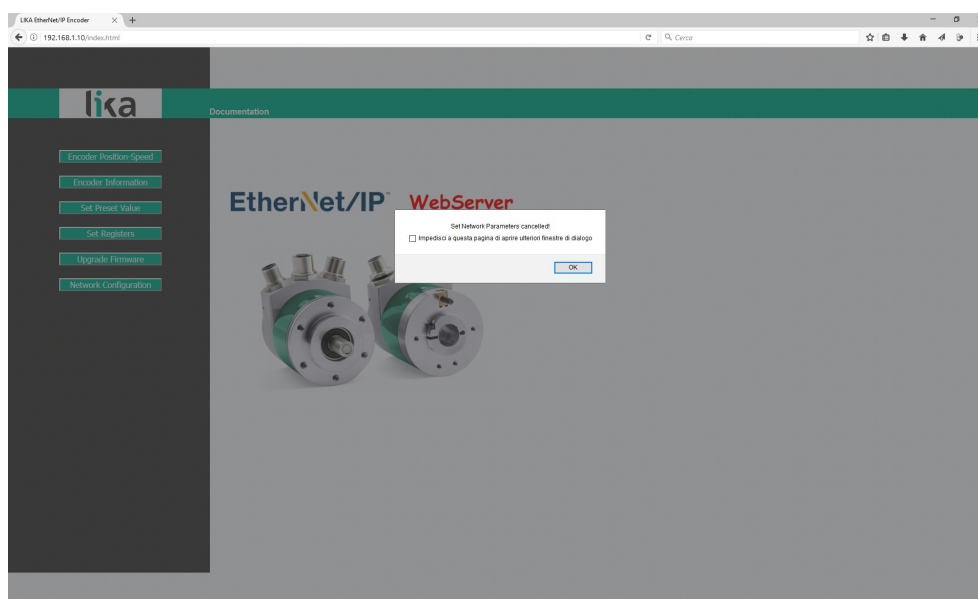 LIKA EtherNet/IP Encoder
192.168.1.10/index.html
Cerca
lika
Documentation
Encoder Position-Speed
Encoder Information
Set Preset Value
Set Registers
Upgrade Firmware
Network Configuration
EtherNet/IP™ WebServer
Set Network Parameters cancelled!
Impedisci a questa pagina di aprire ulteriori finestre di dialogo
OK